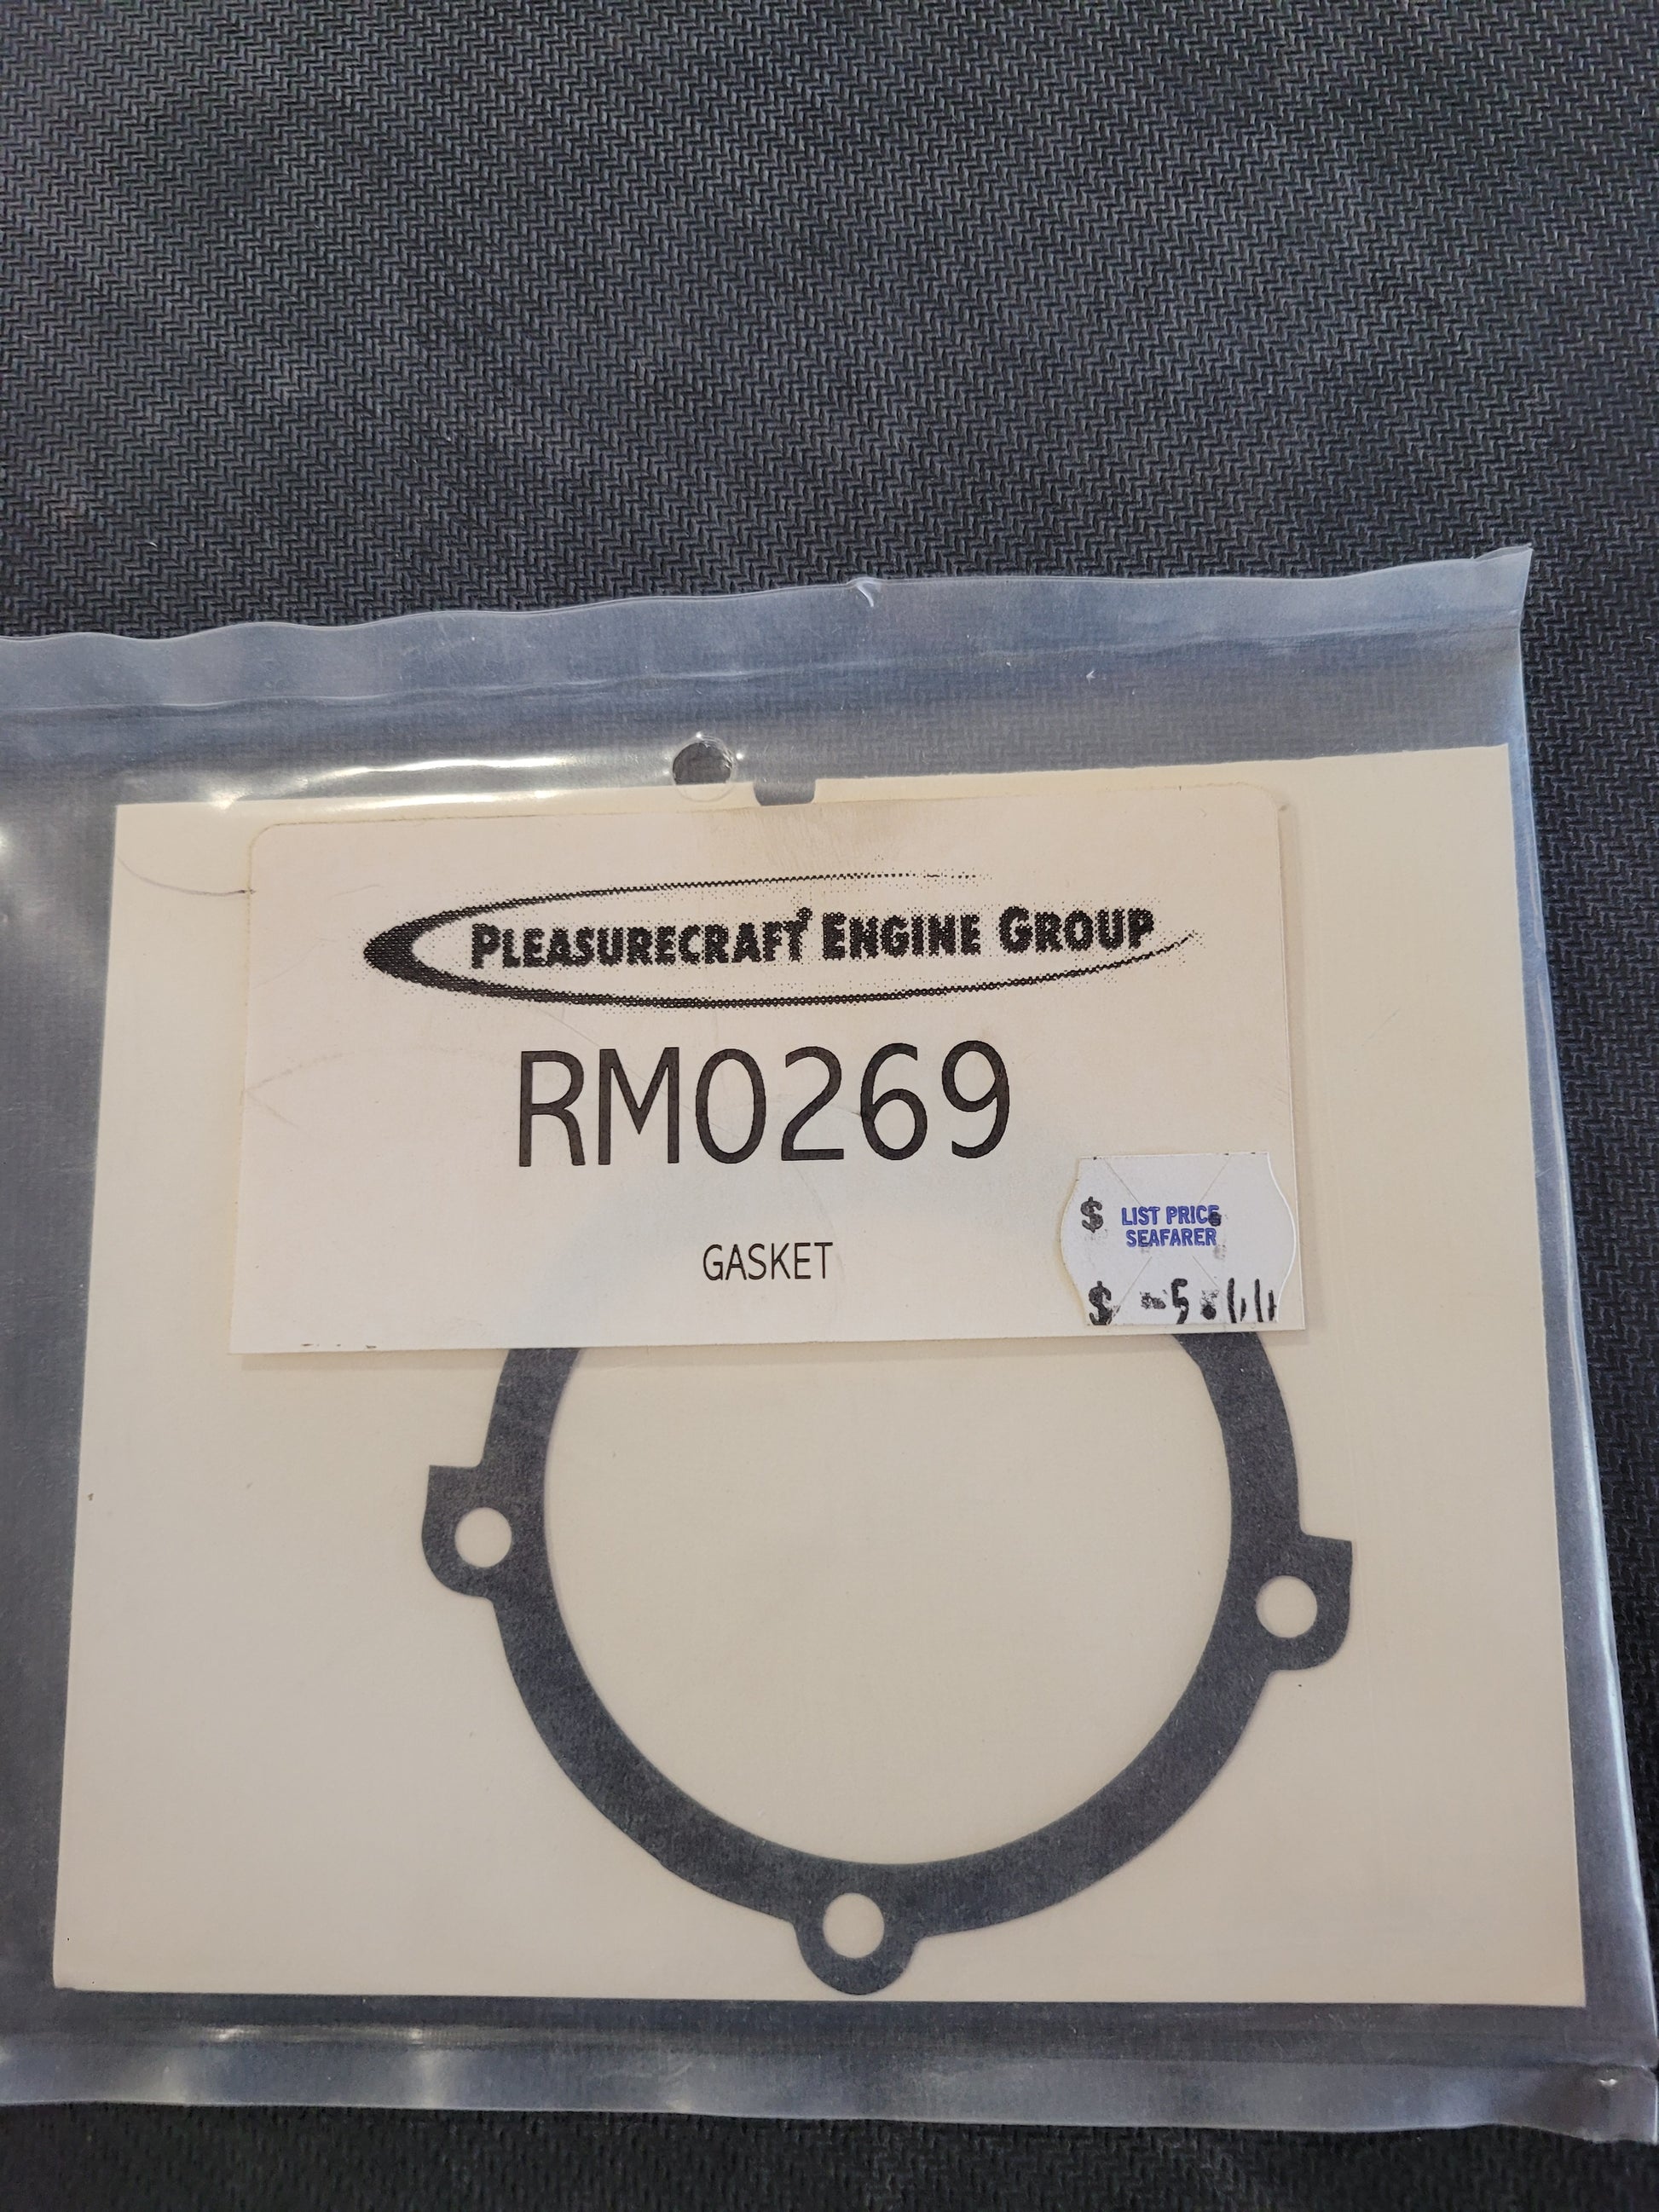 PLEASURECRAFT ENGINE GROUP
RM0269
GASKET
$ LIST PRICE
SEAFARER
$